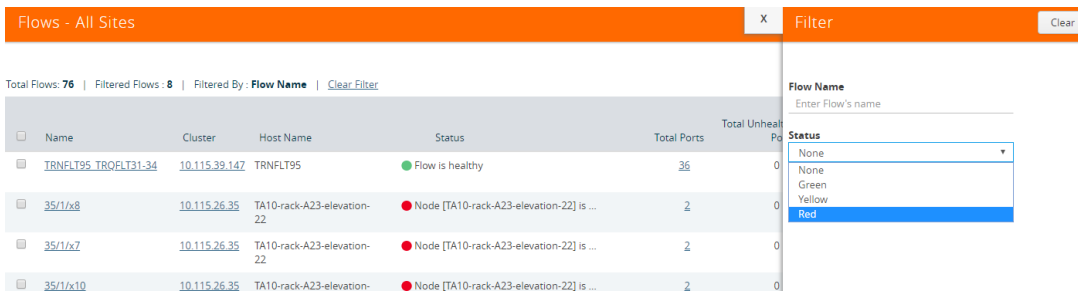 Flows - All Sites
X
Filter
Clear
Total Flows: 76 | Filtered Flows : 8 | Filtered By : Flow Name | Clear Filter
Flow Name
Enter Flow's name
Status
None
None
Green
Yellow
Red
Name Cluster Host Name Status Total Ports Total
TRNFLT95_TRQFLT31-34 10.115.39.147 TRNFLT95 Flow is healthy 36 0
35/1/x8 10.115.26.35 TA10-rack-A23-elevation-22 Node [TA10-rack-A23-elevation-22] is ... 2 0
35/1/x7 10.115.26.35 TA10-rack-A23-elevation-22 Node [TA10-rack-A23-elevation-22] is ... 2 0
35/1/x10 10.115.26.35 TA10-rack-A23-elevation- Node [TA10-rack-A23-elevation-22] is ... 2 0